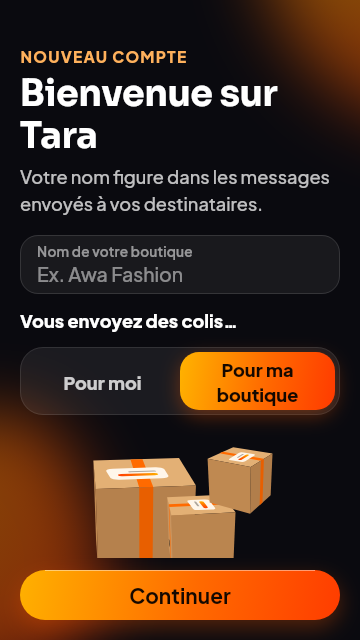 NOUVEAU COMPTE
Bienvenue sur
Tara
Votre nom figure dans les messages
envoyés à vos destinataires.
Nom de votre boutique
Ex. Awa Fashion
Vous envoyez des colis...
Pour moi
Pour ma
boutique
Continuer